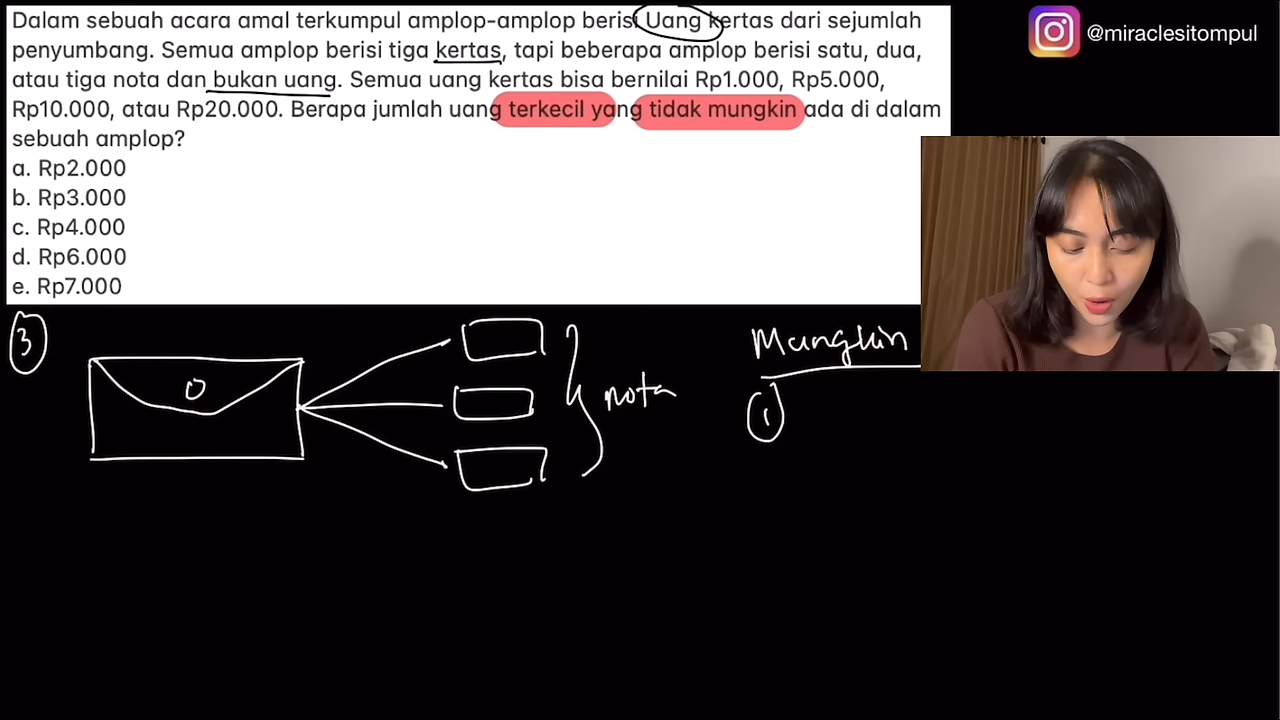 Dalam sebuah acara amal terkumpul amplop-amplop berisi Uang kertas dari sejumlah
penyumbang. Semua amplop berisi tiga kertas, tapi beberapa amplop berisi satu, dua,
atau tiga nota dan bukan uang. Semua uang kertas bisa bernilai Rp1.000, Rp5.000,
Rp10.000, atau Rp20.000. Berapa jumlah uang terkecil yang tidak mungkin ada di dalam
sebuah amplop?
a. Rp2.000
b. Rp3.000
c. Rp4.000
d. Rp6.000
e. Rp7.000
@miraclesitompul
3
0
nota
Mungkin
1